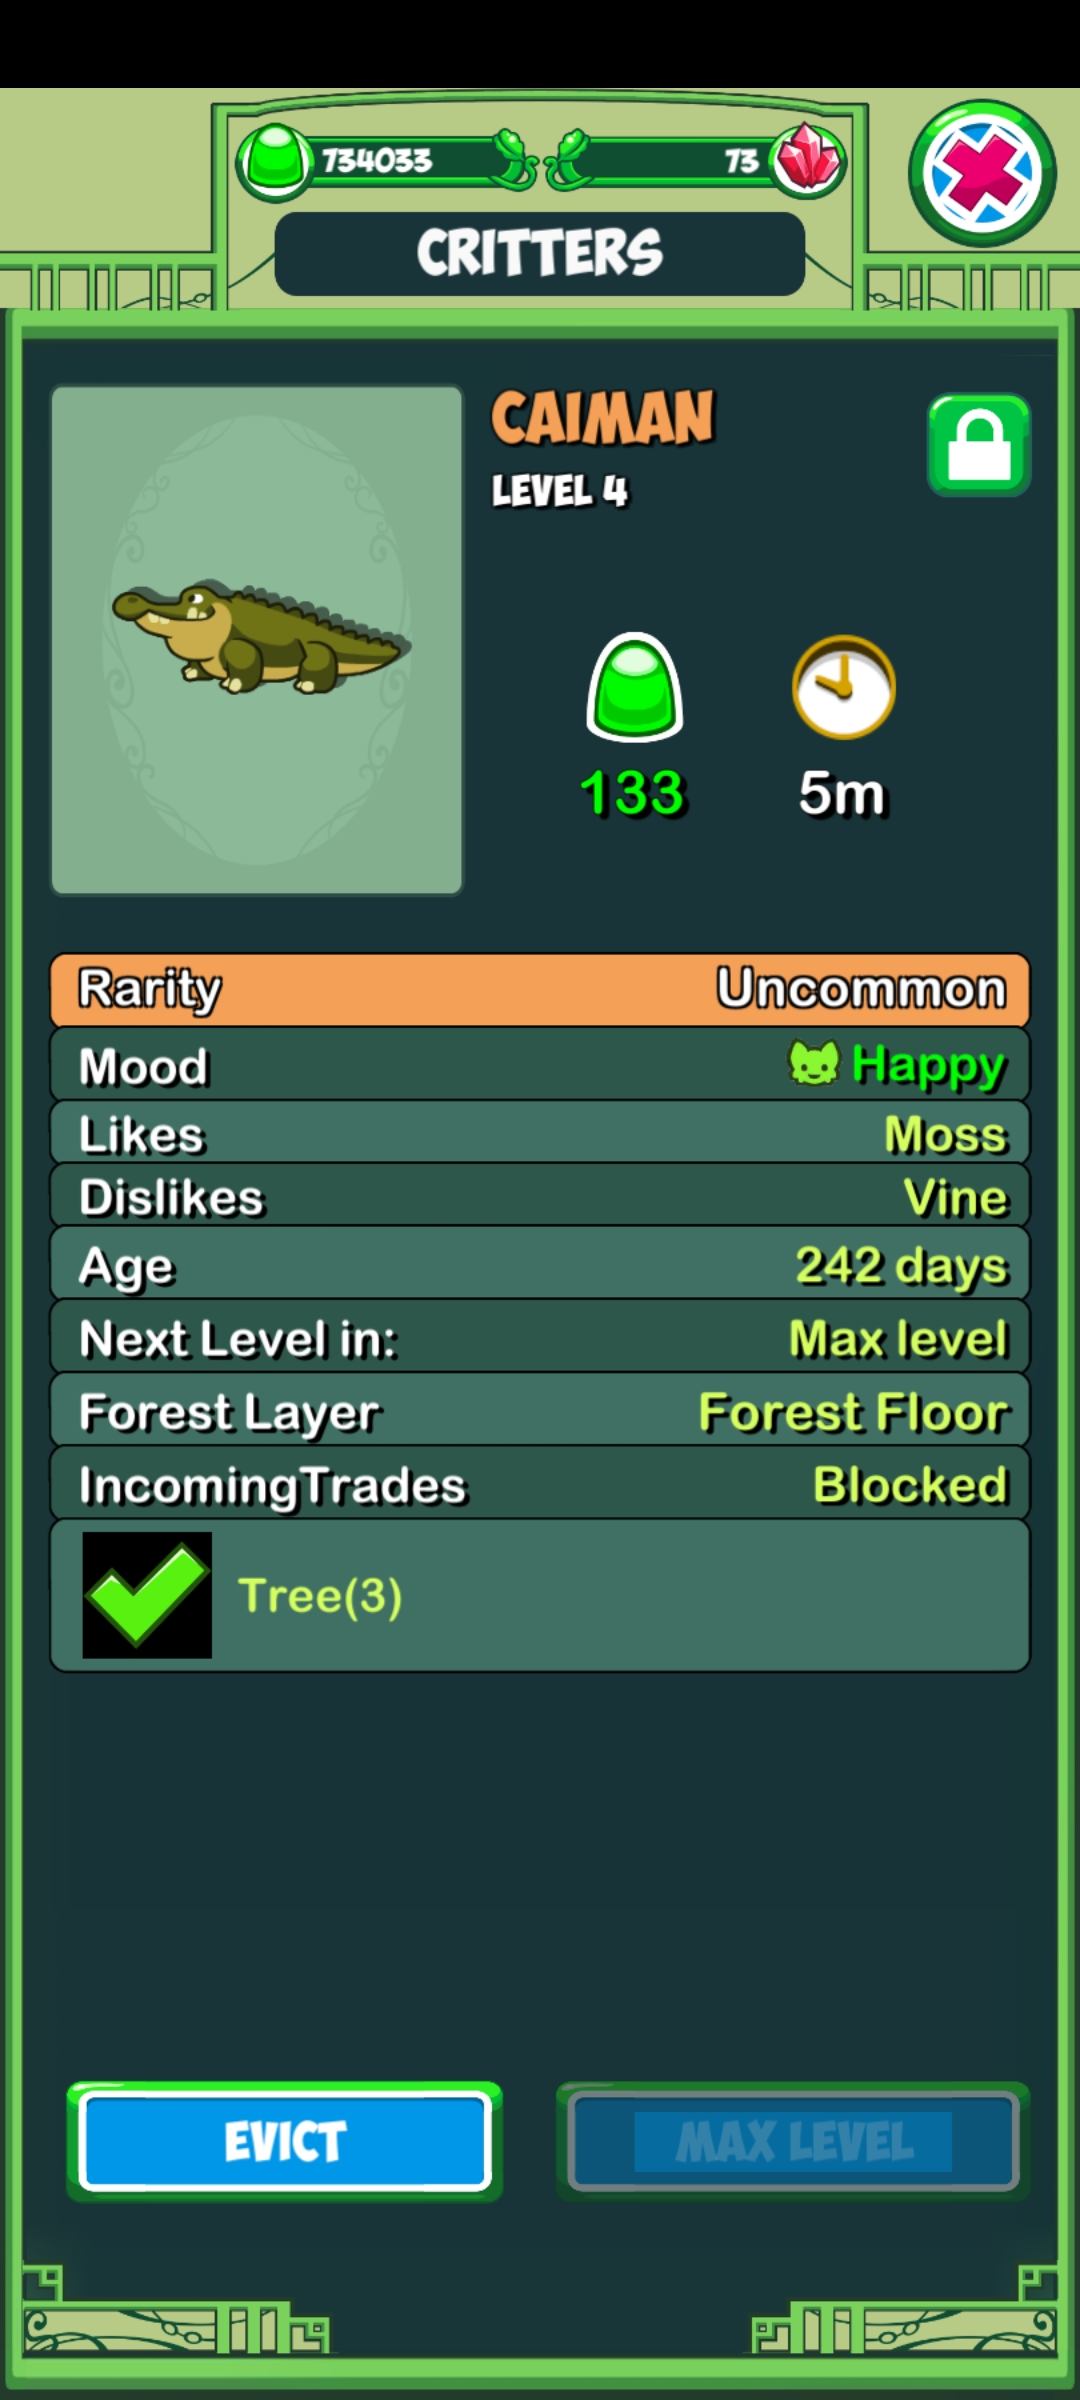 734033
73
CRITTERS
CAIMAN
LEVEL 4
133
5m
Rarity Uncommon
Mood Happy
Likes Moss
Dislikes Vine
Age 242 days
Next Level in: Max level
Forest Layer Forest Floor
IncomingTrades Blocked
Tree(3)
EVICT
MAX LEVEL